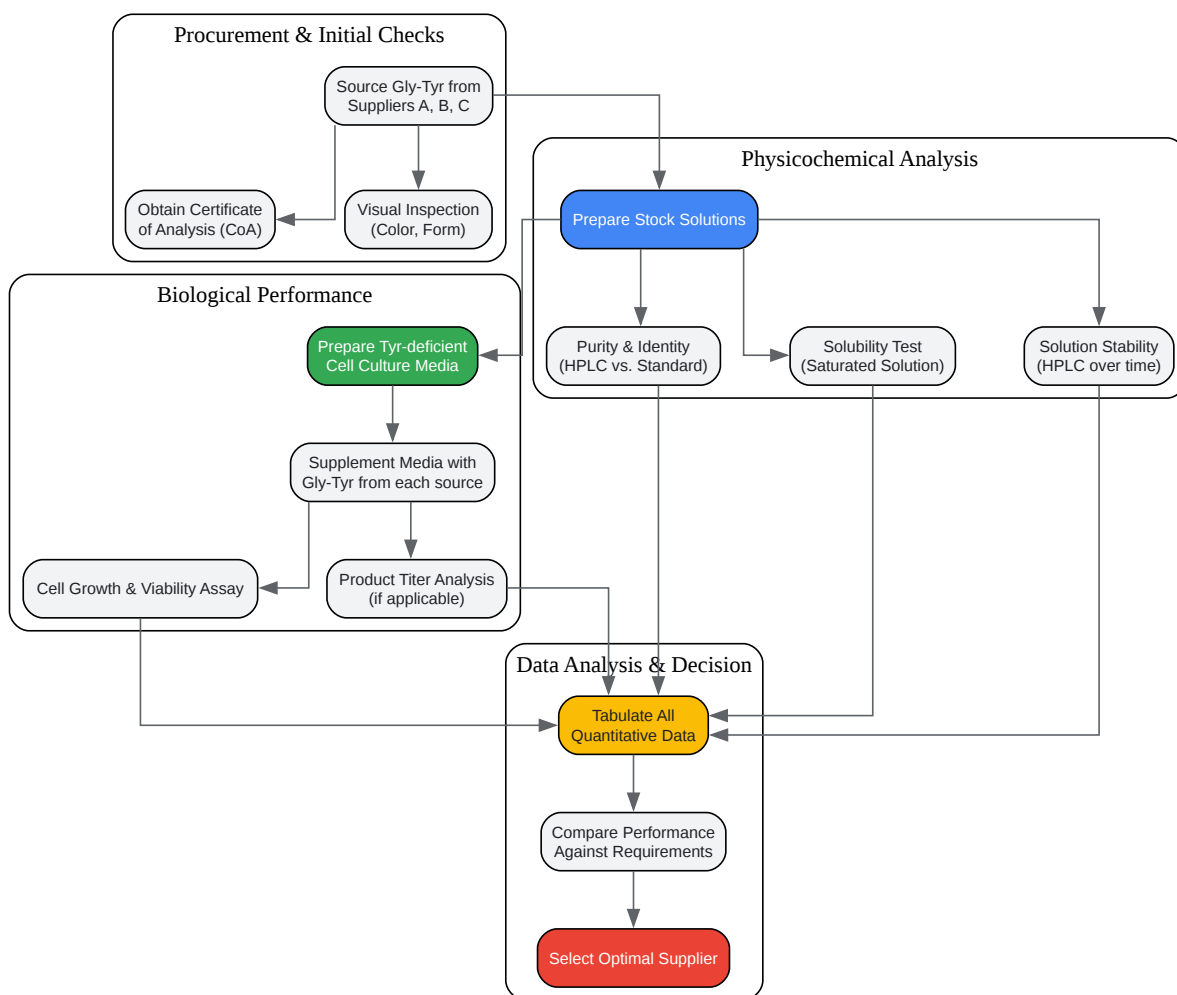 Procurement & Initial Checks
Source Gly-Tyr from
Suppliers A, B, C
Obtain Certificate
of Analysis (CoA)
Visual Inspection
(Color, Form)
Physicochemical Analysis
Prepare Stock Solutions
Purity & Identity
(HPLC vs. Standard)
Solubility Test
(Saturated Solution)
Solution Stability
(HPLC over time)
Biological Performance
Prepare Tyr-deficient
Cell Culture Media
Supplement Media with
Gly-Tyr from each source
Cell Growth & Viability Assay
Product Titer Analysis
(if applicable)
Data Analysis & Decision
Tabulate All
Quantitative Data
Compare Performance
Against Requirements
Select Optimal Supplier